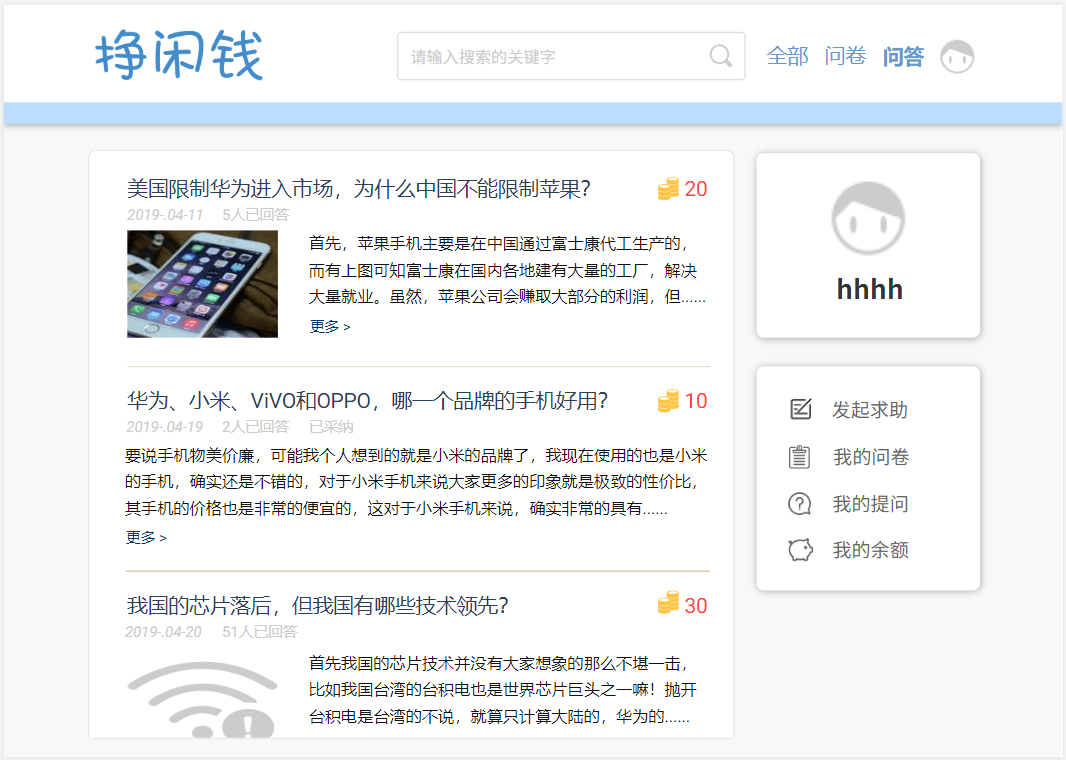 挣闲钱
请输入搜索的关键字
全部 问卷 问答
美国限制华为进入市场，为什么中国不能限制苹果？
20
2019-.04-11 5人已回答
首先，苹果手机主要是在中国通过富士康代工生产的，
而有上图可知富士康在国内各地建有大量的工厂，解决
大量就业。虽然，苹果公司会赚取大部分的利润，但......
更多 >
华为、小米、ViVO和OPPO，哪一个品牌的手机好用？
10
2019-.04-19 2人已回答 已采纳
要说手机物美价廉，可能我个人想到的就是小米的品牌了，我现在使用的也是小米
的手机，确实还是不错的，对于小米手机来说大家更多的印象就是极致的性价比，
其手机的价格也是非常的便宜的，这对于小米手机来说，确实非常的具有......
更多 >
我国的芯片落后，但我国有哪些技术领先？
30
2019-.04-20 51人已回答
首先我国的芯片技术并没有大家想象的那么不堪一击，
比如我国台湾的台积电也是世界芯片巨头之一嘛！抛开
台积电是台湾的不说，就算只计算大陆的，华为的......
hhhh
发起求助
我的问卷
我的提问
我的余额